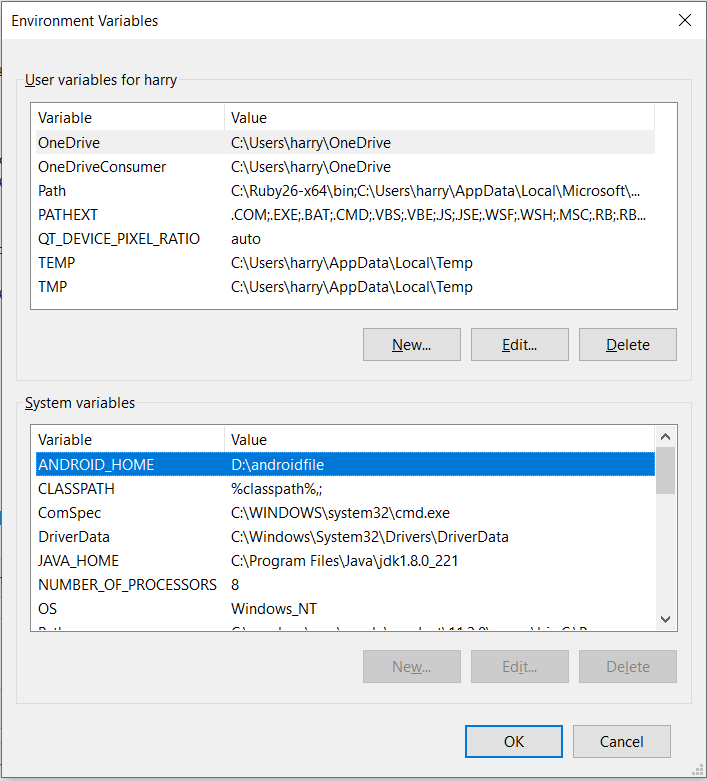 Environment Variables
User variables for harry
Variable Value
OneDrive C:\Users\harry\OneDrive
OneDriveConsumer C:\Users\harry\OneDrive
Path C:\Ruby26-x64\bin;C:\Users\harry\AppData\Local\Microsoft\...
PATHEXT .COM;.EXE;.BAT;.CMD;.VBS;.VBE;JS;JSE;.WSF;.WSH;.MSC;.RB;.RB...
QT_DEVICE_PIXEL_RATIO auto
TEMP C:\Users\harry\AppData\Local\Temp
TMP C:\Users\harry\AppData\Local\Temp
New... Edit... Delete
System variables
Variable Value
ANDROID_HOME D:\androidfile
CLASSPATH %classpath%,;
ComSpec C:\WINDOWS\system32\cmd.exe
DriverData C:\Windows\System32\Drivers\DriverData
JAVA_HOME C:\Program Files\Java\jdk1.8.0_221
NUMBER_OF_PROCESSORS 8
OS Windows_NT
New... Edit... Delete
OK Cancel